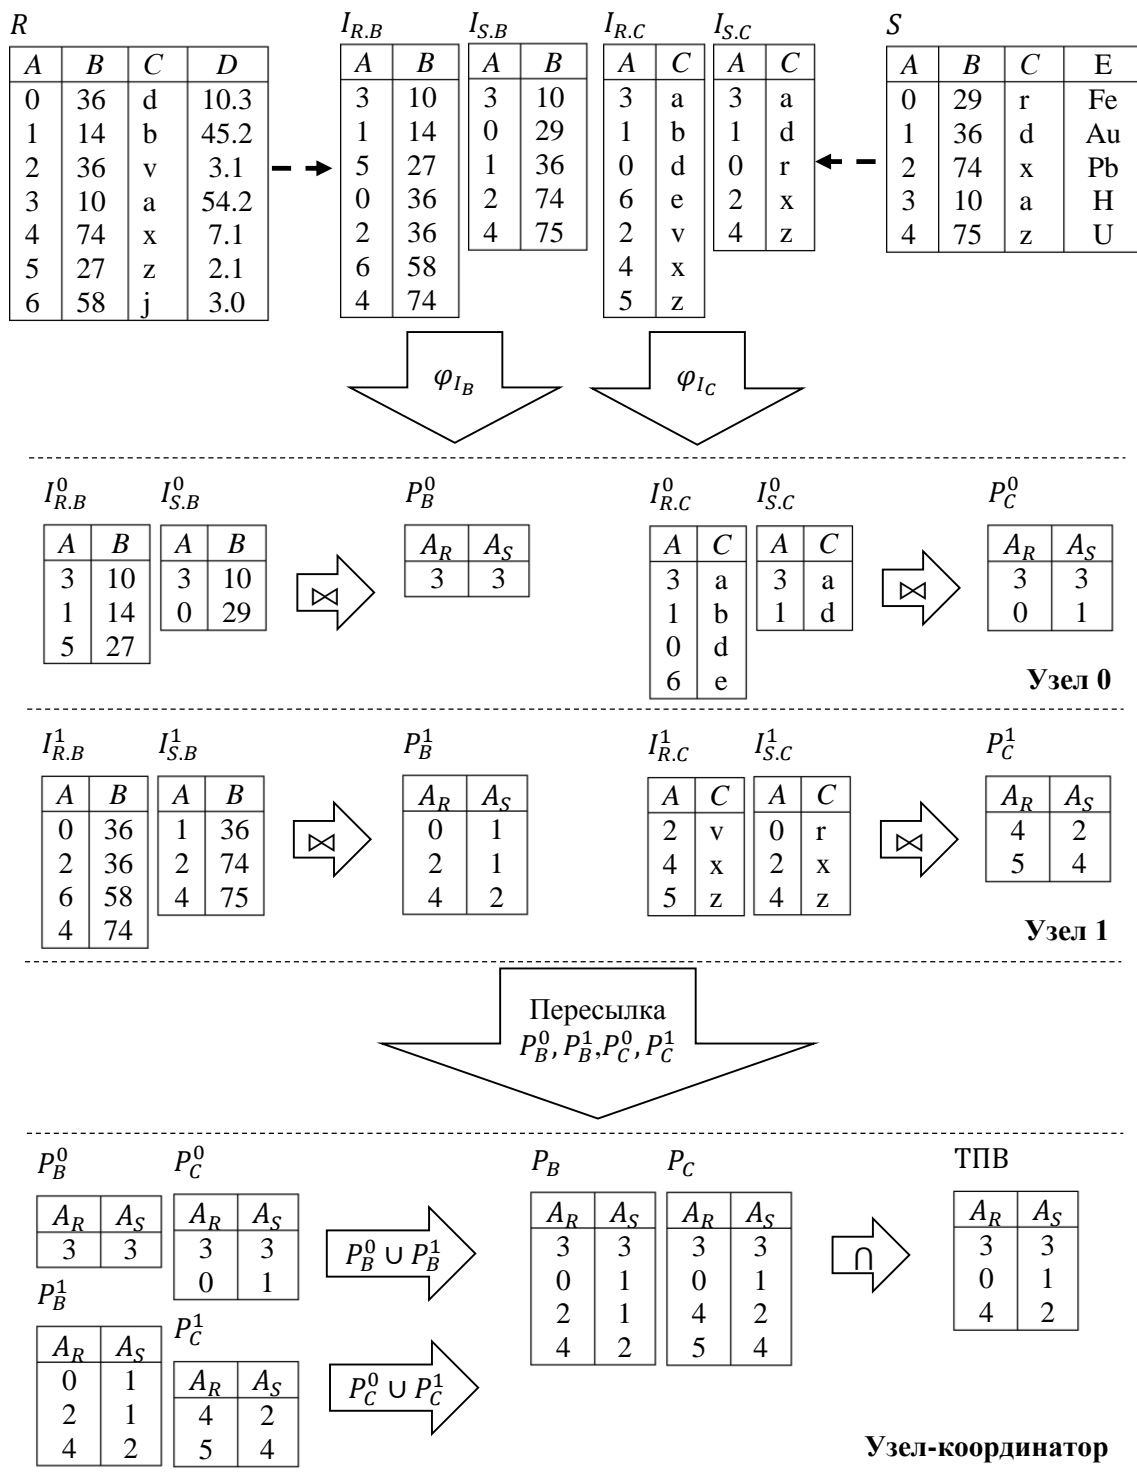 R I_{R.B} I_{S.B} I_{R.C} I_{S.C} S
A B C D
0 36 d 10.3
1 14 b 45.2
2 36 v 3.1
3 10 a 54.2
4 74 x 7.1
5 27 z 2.1
6 58 j 3.0
A B
3 10
1 14
5 27
0 36
2 36
6 58
4 74
A B
3 10
0 29
1 36
2 74
4 75
A C
3 a
1 b
0 d
6 e
2 v
4 x
5 z
A C
3 a
1 d
0 r
2 x
4 z
A B C E
0 29 r Fe
1 36 d Au
2 74 x Pb
3 10 a H
4 75 z U
φ_{I_B} φ_{I_C}
I^0_{R.B} I^0_{S.B} P^0_B I^0_{R.C} I^0_{S.C} P^0_C
A B
3 10
1 14
5 27
A B
3 10
0 29
⋈
A_R A_S
3 3
A C
3 a
1 b
0 d
6 e
A C
3 a
1 d
⋈
A_R A_S
3 3
0 1
Узел 0
I^1_{R.B} I^1_{S.B} P^1_B I^1_{R.C} I^1_{S.C} P^1_C
A B
0 36
2 36
6 58
4 74
A B
1 36
2 74
4 75
⋈
A_R A_S
0 1
2 1
4 2
A C
2 v
4 x
5 z
A C
0 r
2 x
4 z
⋈
A_R A_S
4 2
5 4
Узел 1
Пересылка
P^0_B, P^1_B, P^0_C, P^1_C
P^0_B P^0_C P_B P_C ТПВ
A_R A_S
3 3
A_R A_S
3 3
0 1
P^1_B
A_R A_S
0 1
2 1
4 2
P^1_C
A_R A_S
4 2
5 4
P^0_B ∪ P^1_B
P^0_C ∪ P^1_C
A_R A_S
3 3
0 1
2 1
4 2
A_R A_S
3 3
0 1
4 2
5 4
∩
A_R A_S
3 3
0 1
4 2
Узел-координатор